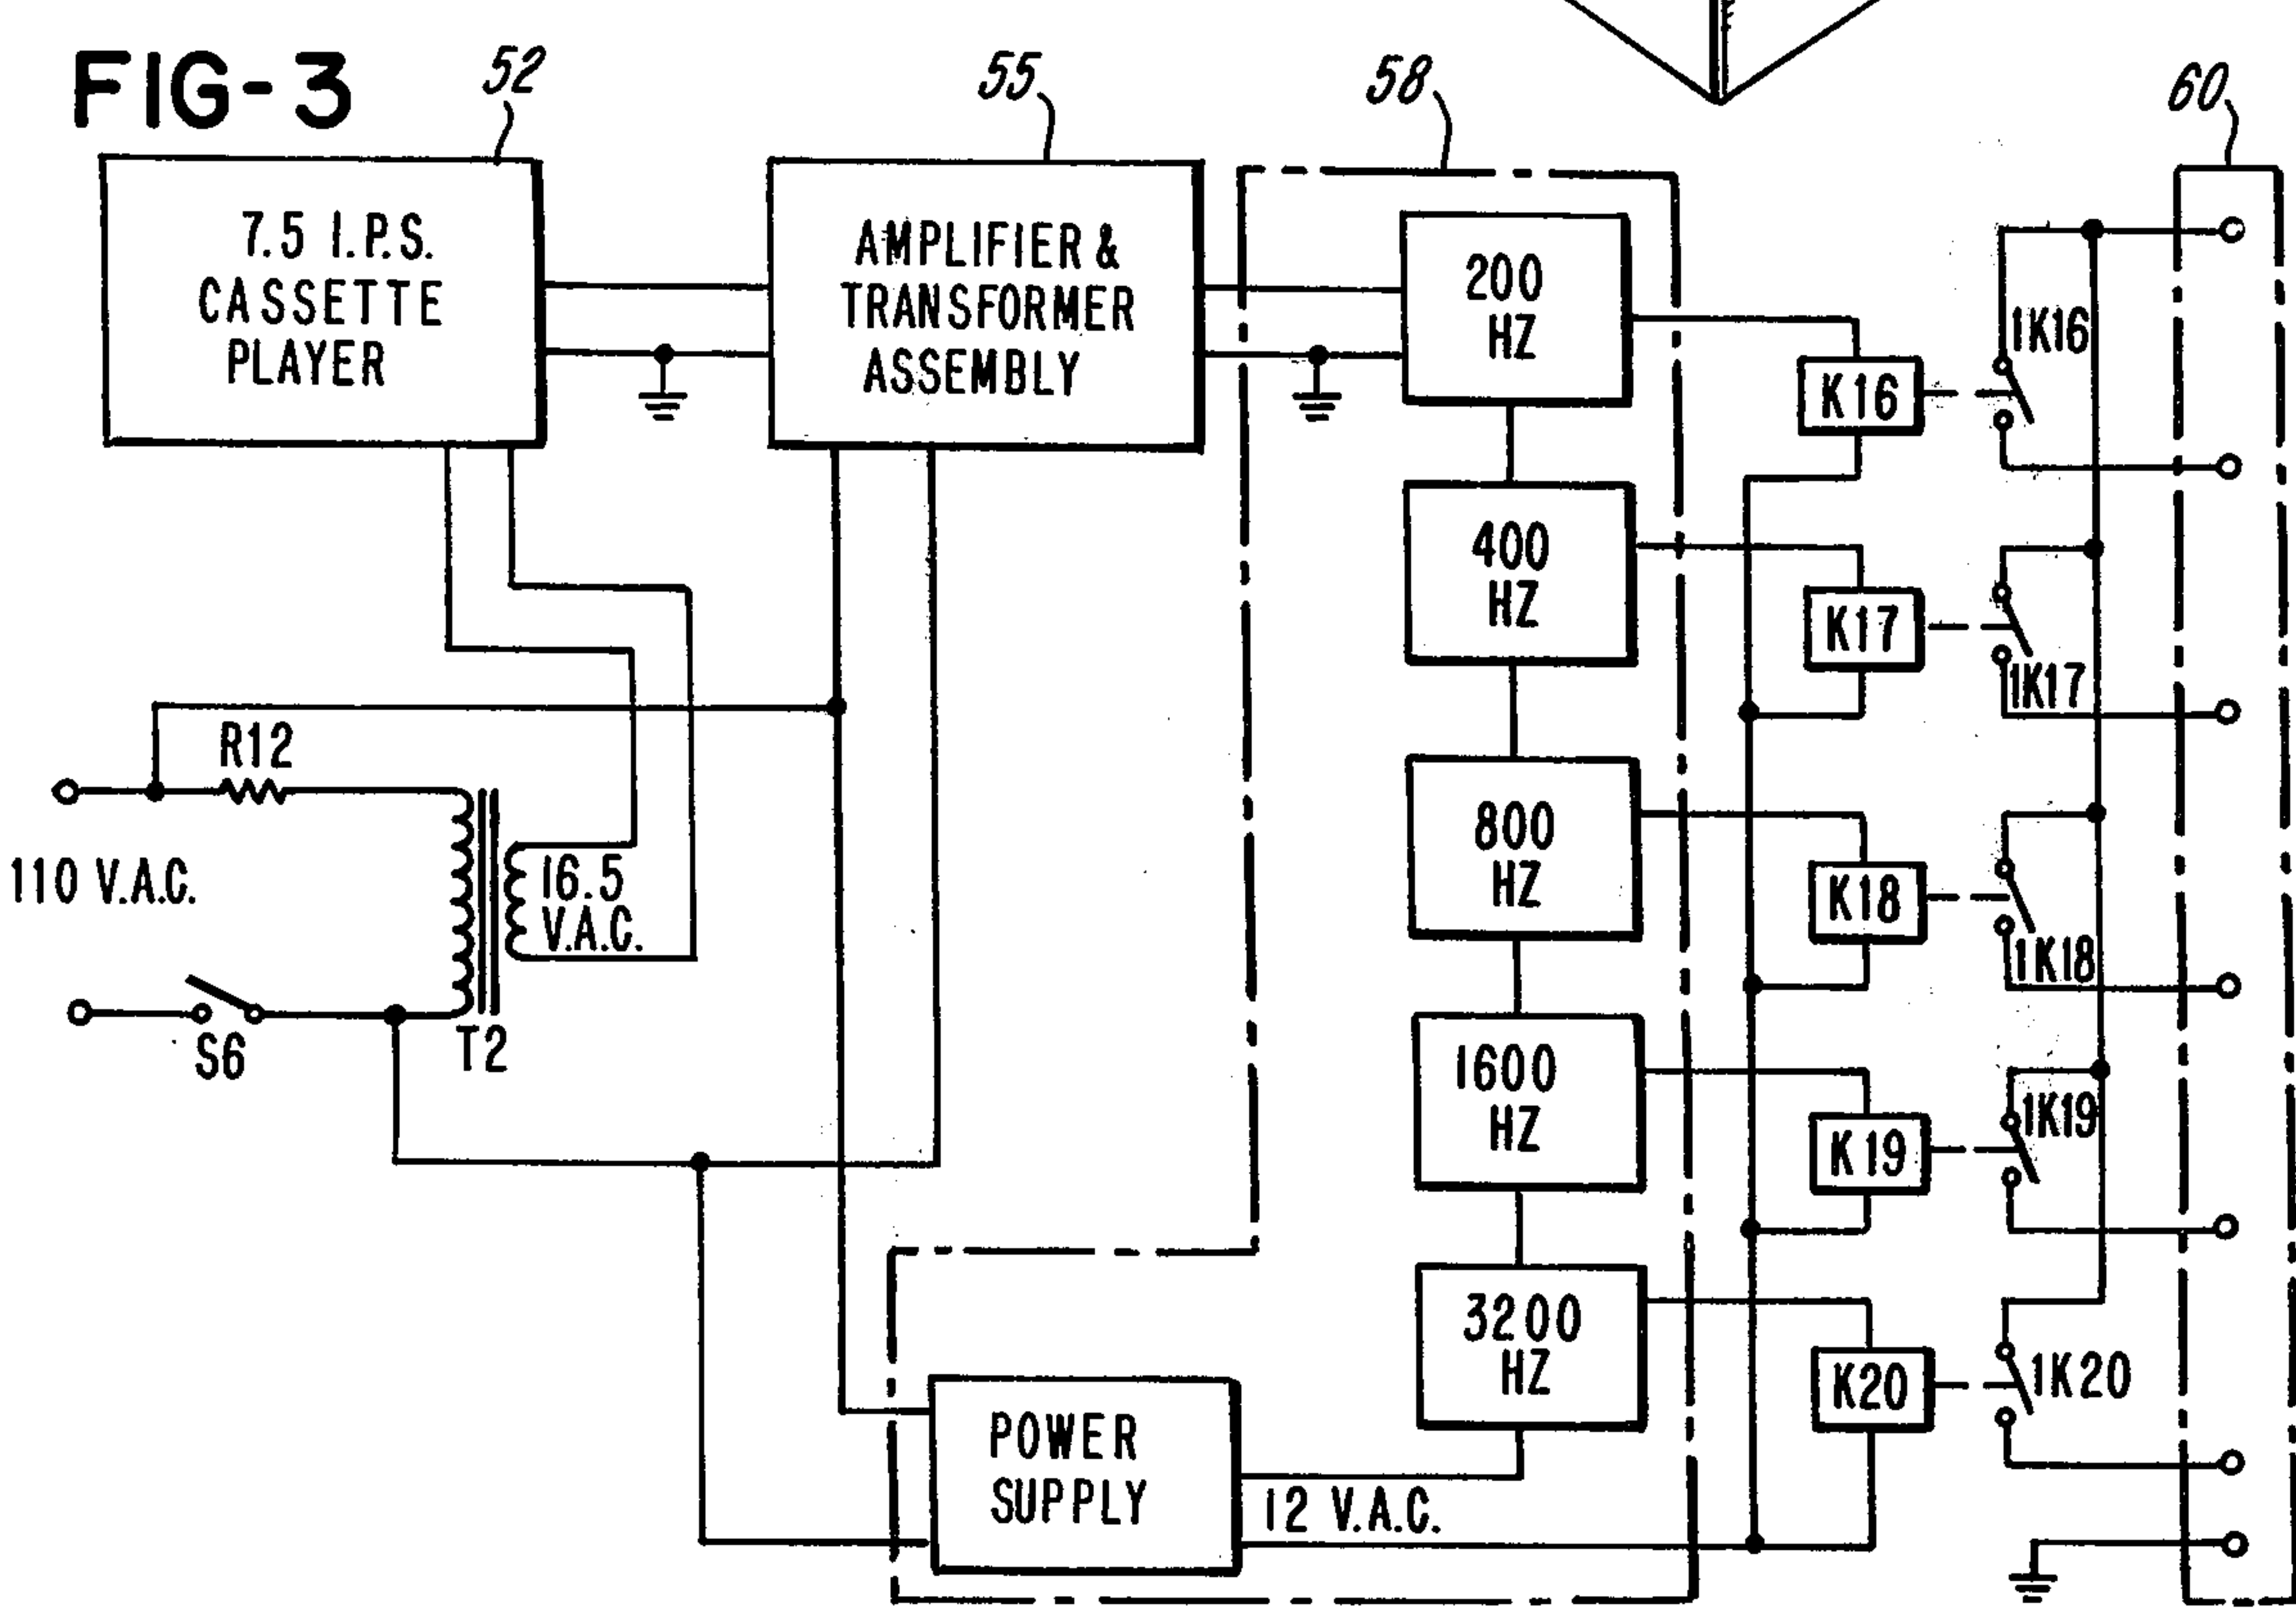 FIG-3
52
55
58
60
7.5 I.P.S.
CASSETTE
PLAYER
AMPLIFIER &
TRANSFORMER
ASSEMBLY
200
HZ
1K16
K16
400
HZ
K17
1K17
R12
110 V.A.C.
16.5
V.A.C.
S6
T2
800
HZ
K18
1K18
1600
HZ
K19
1K19
3200
HZ
K20
1K20
POWER
SUPPLY
12 V.A.C.